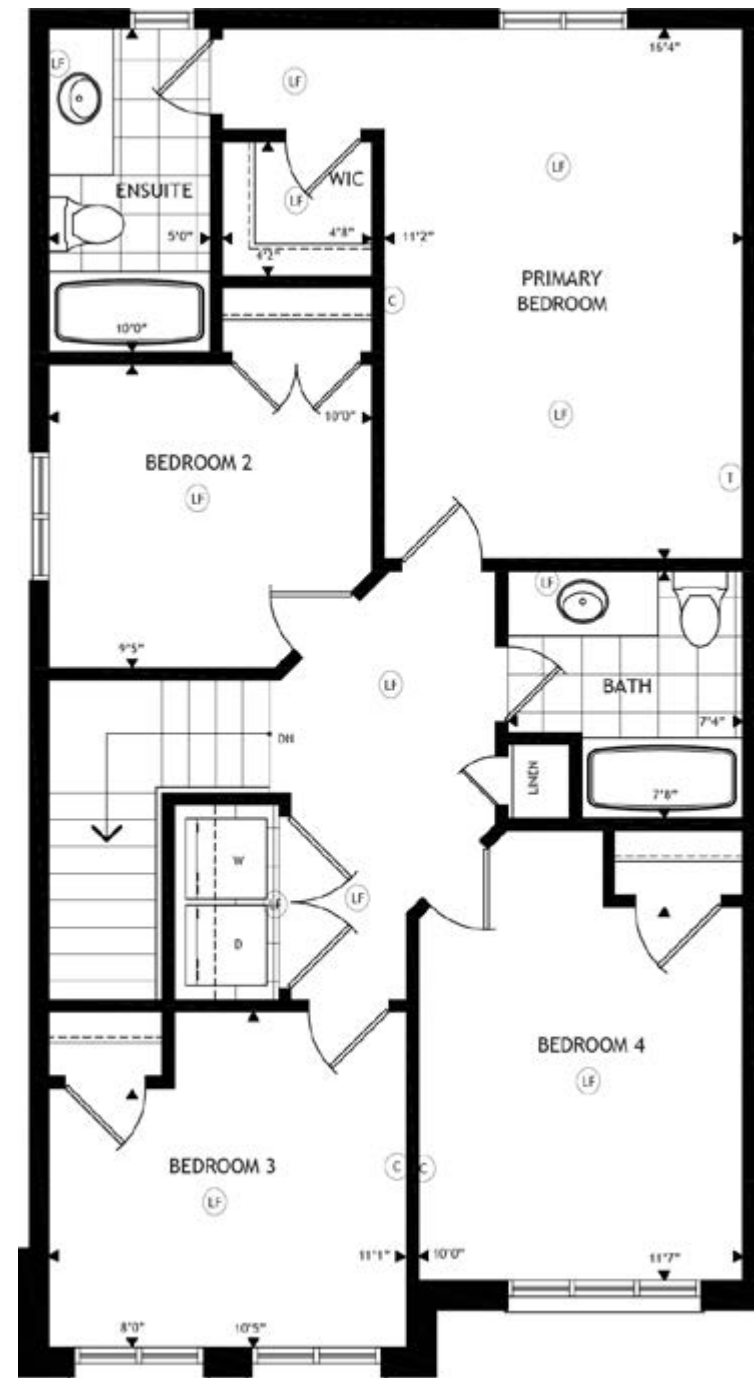 16'4"
LF
LF
LF
WIC
LF
ENSUITE
5'0"
4'8"
11'2"
4'2"
PRIMARY
BEDROOM
C
10'0"
10'0"
LF
BEDROOM 2
LF
T
LF
9'5"
LF
BATH
7'4"
DN
LINEN
7'8"
W
LF
LF
D
BEDROOM 4
LF
BEDROOM 3
C
C
LF
11'1"
10'0"
11'7"
8'0"
10'5"